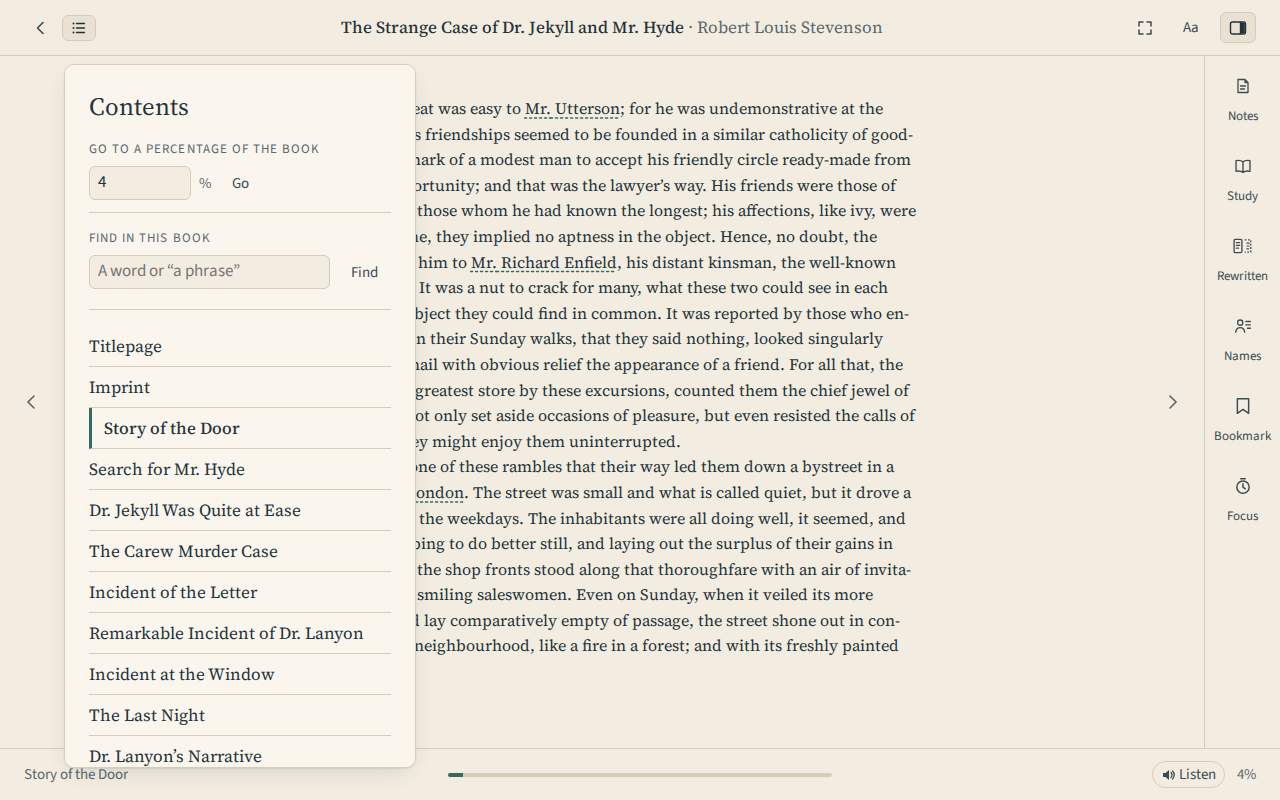 The Strange Case of Dr. Jekyll and Mr. Hyde · Robert Louis Stevenson
Aa
Contents
GO TO A PERCENTAGE OF THE BOOK
4 % Go
FIND IN THIS BOOK
A word or “a phrase” Find
Titlepage
Imprint
Story of the Door
Search for Mr. Hyde
Dr. Jekyll Was Quite at Ease
The Carew Murder Case
Incident of the Letter
Remarkable Incident of Dr. Lanyon
Incident at the Window
The Last Night
Dr. Lanyon’s Narrative
was easy to Mr. Utterson; for he was undemonstrative at the
friendships seemed to be founded in a similar catholicity of good-
of a modest man to accept his friendly circle ready-made from
; and that was the lawyer’s way. His friends were those of
those whom he had known the longest; his affections, like ivy, were
, they implied no aptness in the object. Hence, no doubt, the
him to Mr. Richard Enfield, his distant kinsman, the well-known
It was a nut to crack for many, what these two could see in each
they could find in common. It was reported by those who en-
their Sunday walks, that they said nothing, looked singularly
with obvious relief the appearance of a friend. For all that, the
greatest store by these excursions, counted them the chief jewel of
only set aside occasions of pleasure, but even resisted the calls of
might enjoy them uninterrupted.
one of these rambles that their way led them down a bystreet in a
. The street was small and what is called quiet, but it drove a
the weekdays. The inhabitants were all doing well, it seemed, and
to do better still, and laying out the surplus of their gains in
the shop fronts stood along that thoroughfare with an air of invita-
smiling saleswomen. Even on Sunday, when it veiled its more
lay comparatively empty of passage, the street shone out in con-
neighbourhood, like a fire in a forest; and with its freshly painted
Notes
Study
Rewritten
Names
Bookmark
Focus
Story of the Door
Listen 4%